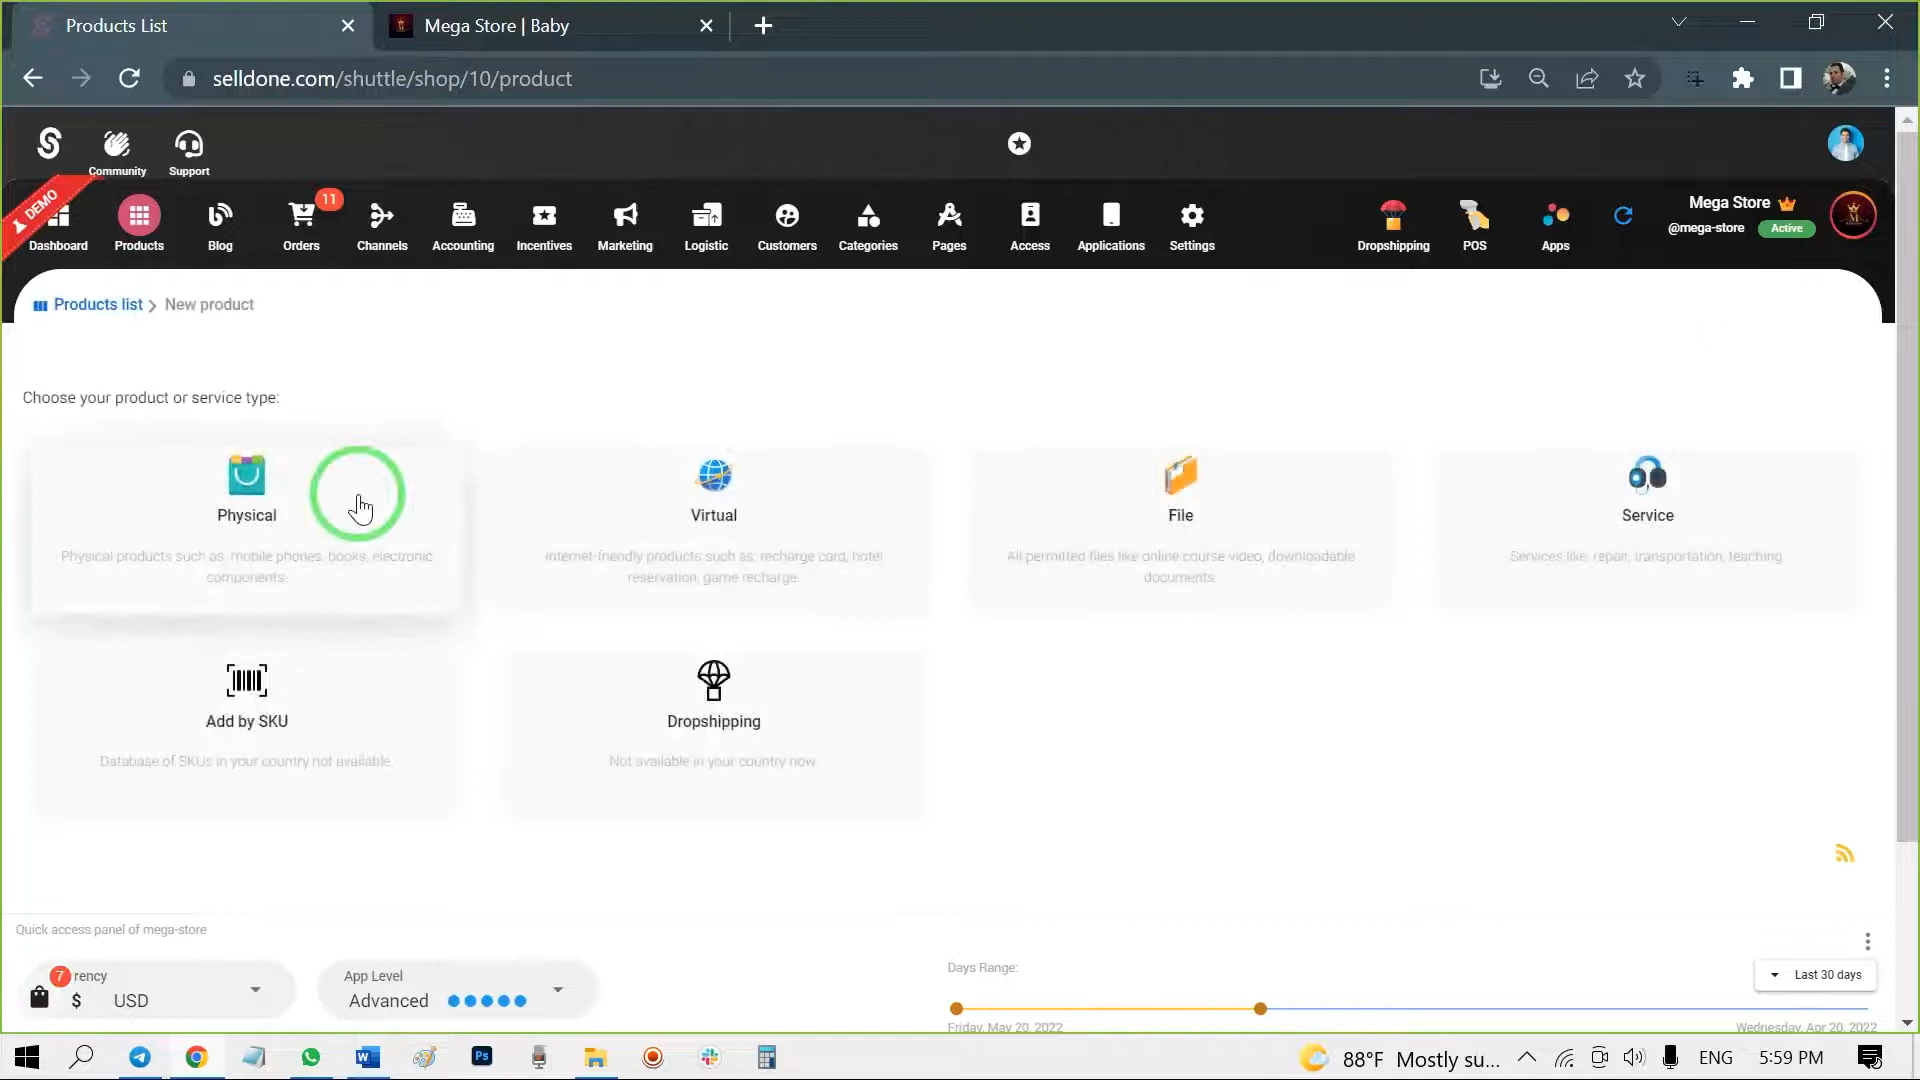 Products List
Mega Store | Baby
selldone.com/shuttle/shop/10/product
Community
Support
DEMO
Dashboard
Products
Blog
11
Orders
Channels
Accounting
Incentives
Marketing
Logistic
Customers
Categories
Pages
Access
Applications
Settings
Dropshipping
POS
Apps
Mega Store
@mega-store
Active
Products list > New product
Choose your product or service type:
Physical
Physical products such as: mobile phones, books, electronic
components.
Virtual
Internet-friendly products such as: recharge card, hotel
reservation, game recharge.
File
All permitted files like online course video, downloadable
documents
Service
Services like: repair, transportation, teaching
Add by SKU
Database of SKUs in your country not available.
Dropshipping
Not available in your country now.
Quick access panel of mega-store
7
rency
$ USD
App Level
Advanced
Days Range:
Last 30 days
Friday, May 20, 2022
Wednesday, Apr 20, 2022
88°F Mostly su...
ENG
5:59 PM